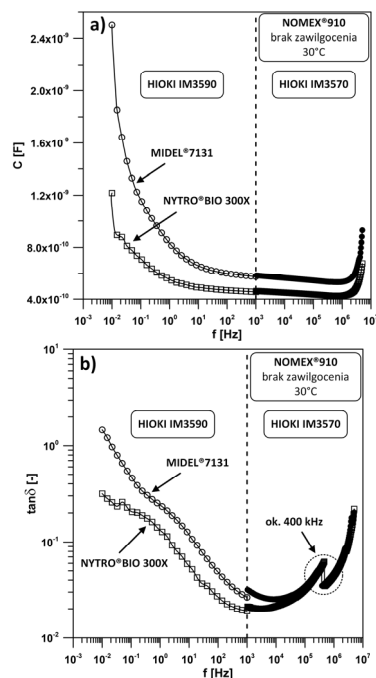 a)
NOMEX®910
brak zawilgocenia
30°C
HIOKI IM3590
HIOKI IM3570
MIDEL®7131
NYTRO®BIO 300X
C [F]
2.4x10⁻⁹
2.0x10⁻⁹
1.6x10⁻⁹
1.2x10⁻⁹
8.0x10⁻¹⁰
4.0x10⁻¹⁰
10⁻³ 10⁻² 10⁻¹ 10⁰ 10¹ 10² 10³ 10⁴ 10⁵ 10⁶ 10⁷
f [Hz]
b)
NOMEX®910
brak zawilgocenia
30°C
HIOKI IM3590
HIOKI IM3570
MIDEL®7131
ok. 400 kHz
NYTRO®BIO 300X
tanδ [-]
10¹
10⁰
10⁻¹
10⁻²
10⁻³ 10⁻² 10⁻¹ 10⁰ 10¹ 10² 10³ 10⁴ 10⁵ 10⁶ 10⁷
f [Hz]